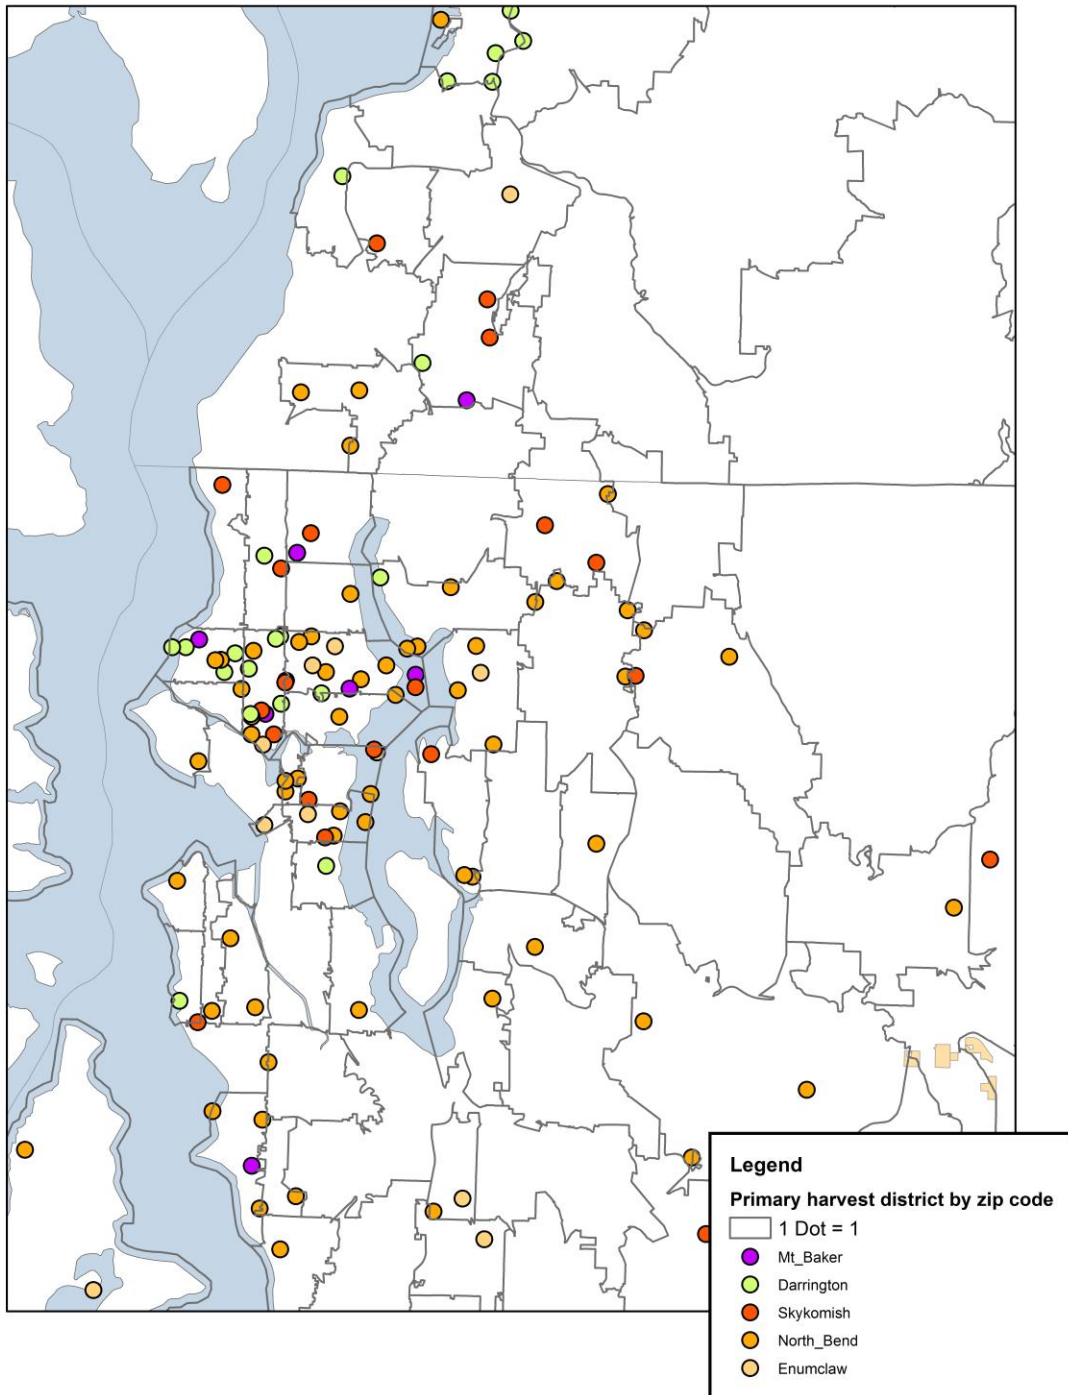 Legend
Primary harvest district by zip code
1 Dot = 1
Mt_Baker
Darrington
Skykomish
North_Bend
Enumclaw